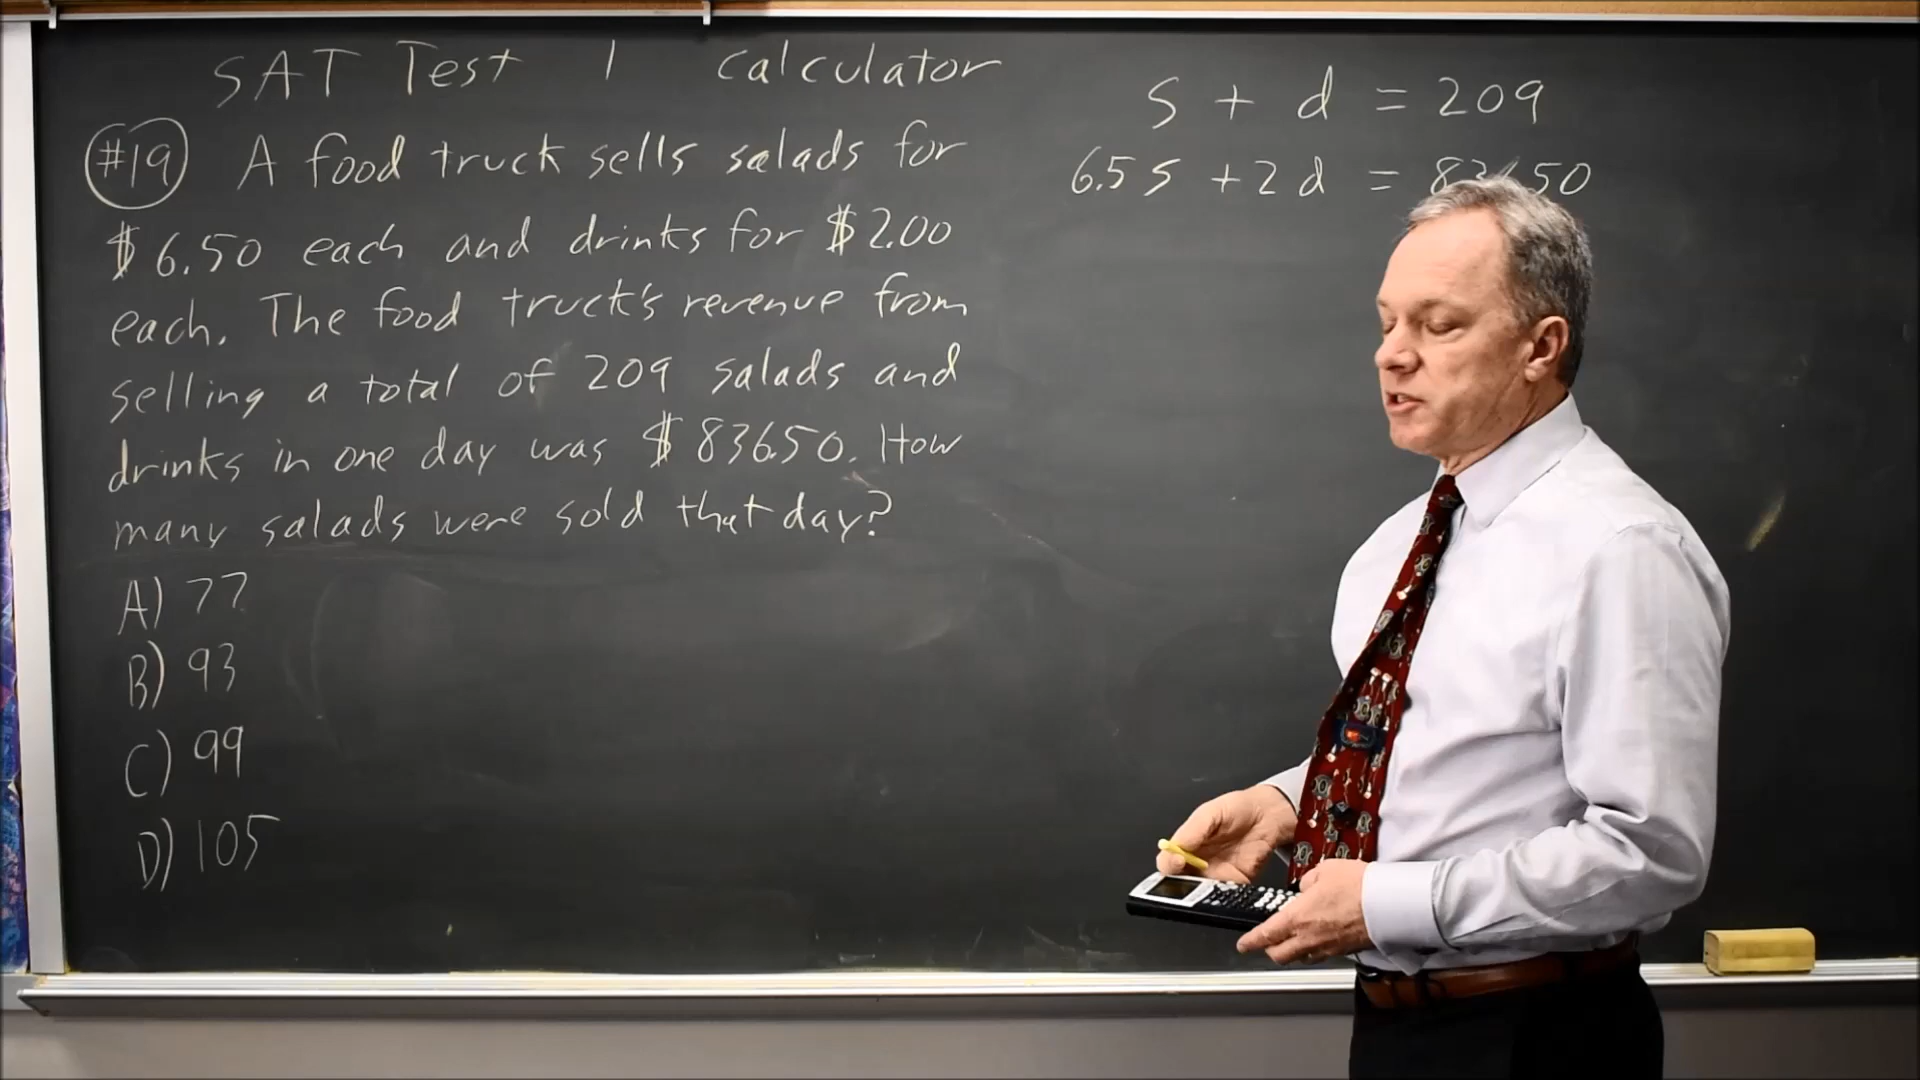 SAT Test 1 calculator
#19 A food truck sells salads for
$6.50 each and drinks for $2.00
each. The food truck's revenue from
selling a total of 209 salads and
drinks in one day was $836.50. How
many salads were sold that day?
A) 77
B) 93
C) 99
D) 105
s + d = 209
6.5 s + 2 d =